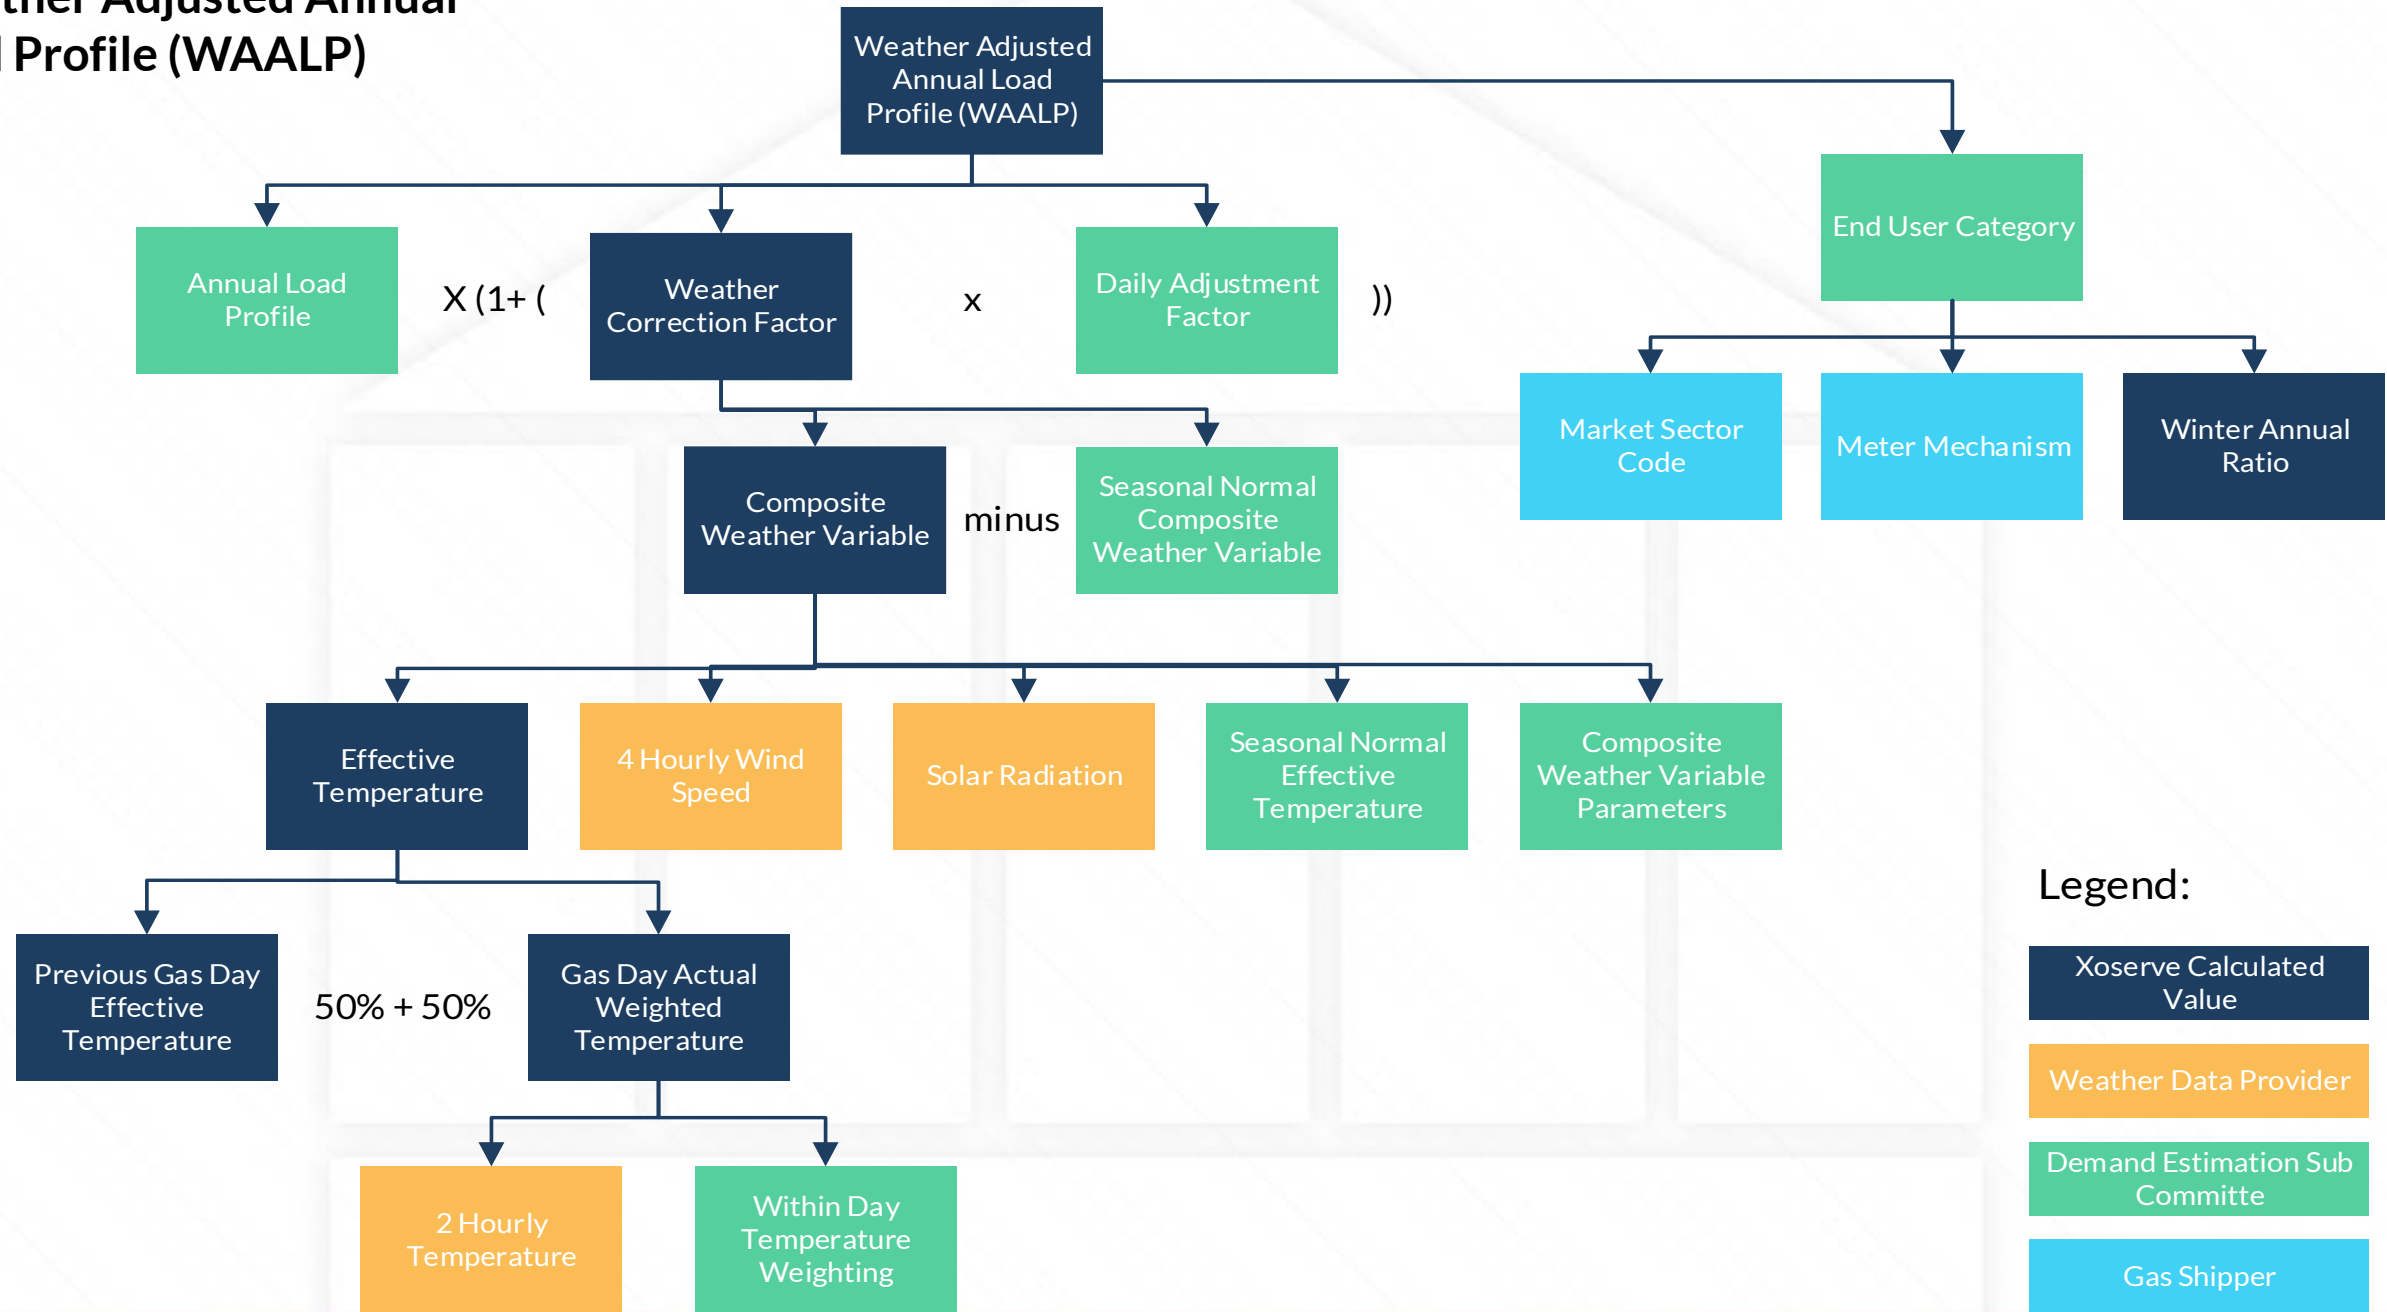 Adjusted Annual
Profile (WAALP)
Weather Adjusted
Annual Load
Profile (WAALP)
End User Category
Annual Load
Profile
X (1+ (
Weather
Correction Factor
x
Daily Adjustment
Factor
))
Market Sector
Code
Meter Mechanism
Winter Annual
Ratio
Composite
Weather Variable
minus
Seasonal Normal
Composite
Weather Variable
Effective
Temperature
4 Hourly Wind
Speed
Solar Radiation
Seasonal Normal
Effective
Temperature
Composite
Weather Variable
Parameters
Previous Gas Day
Effective
Temperature
50% + 50%
Gas Day Actual
Weighted
Temperature
2 Hourly
Temperature
Within Day
Temperature
Weighting
Legend:
Xoserve Calculated
Value
Weather Data Provider
Demand Estimation Sub
Committe
Gas Shipper